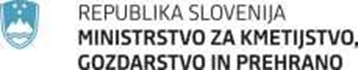 REPUBLIKA SLOVENIJA
MINISTRSTVO ZA KMETIJSTVO,
GOZDARSTVO IN PREHRANO